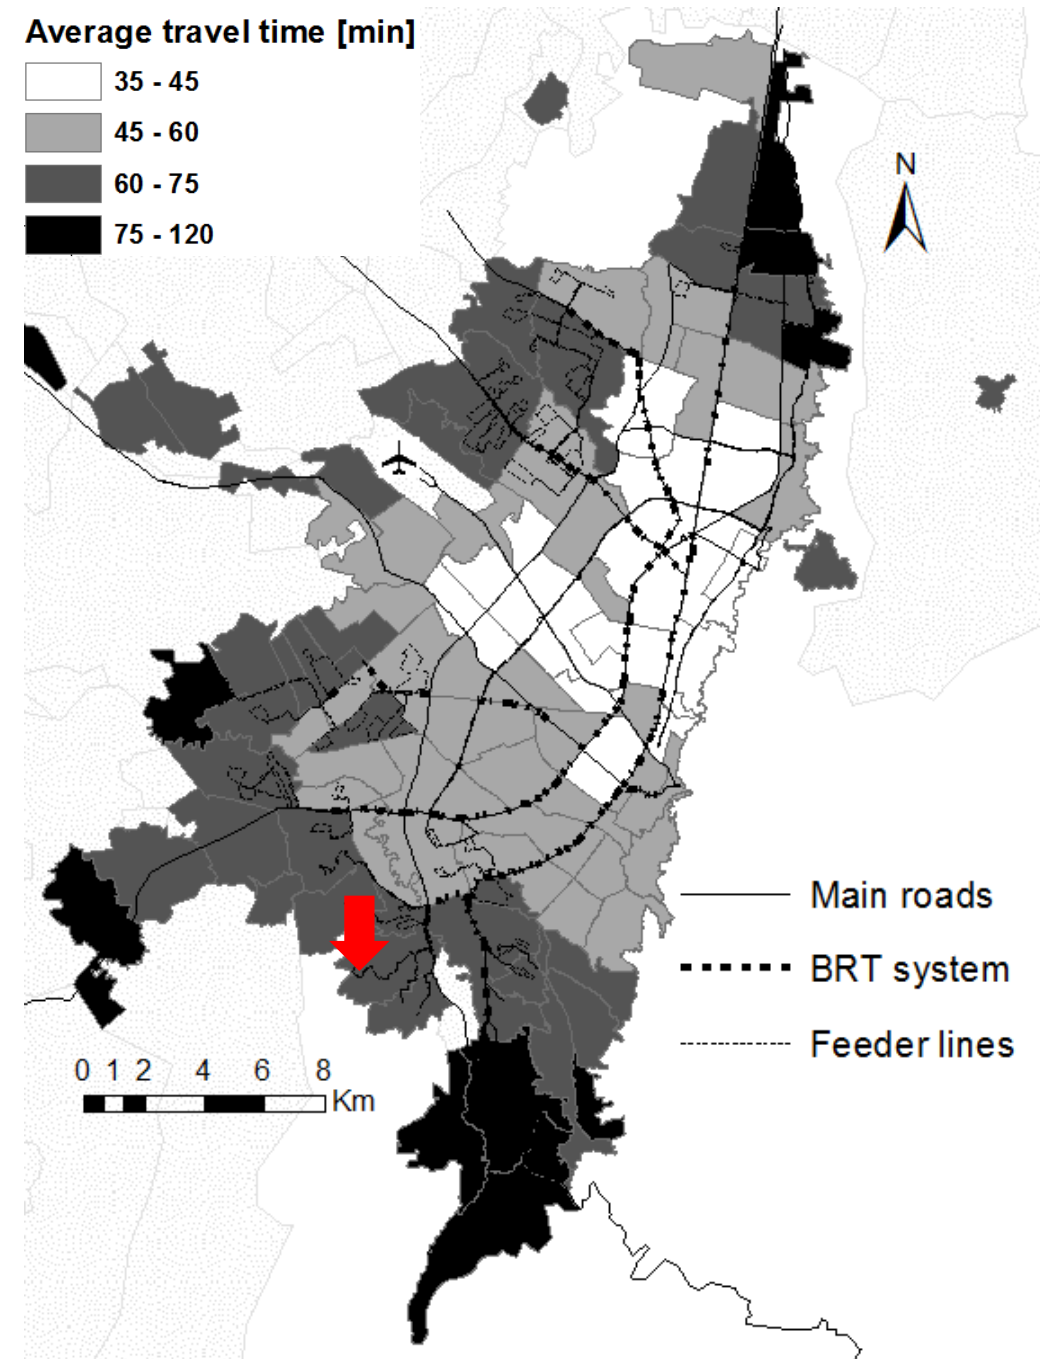 Average travel time [min]
35 - 45
45 - 60
60 - 75
75 - 120
N
Main roads
BRT system
Feeder lines
0 1 2 4 6 8
Km